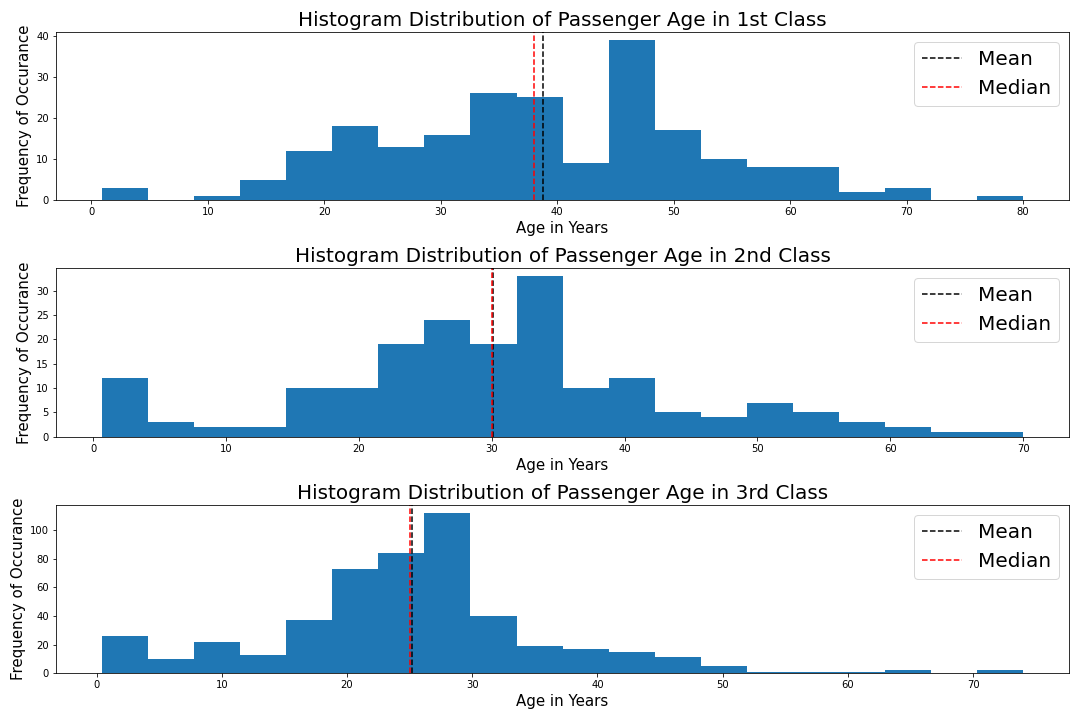 Histogram Distribution of Passenger Age in 1st Class
Frequency of Occurance
40
30
20
10
0
Mean
Median
0 10 20 30 40 50 60 70 80
Age in Years
Histogram Distribution of Passenger Age in 2nd Class
Frequency of Occurance
30
25
20
15
10
5
0
Mean
Median
0 10 20 30 40 50 60 70
Age in Years
Histogram Distribution of Passenger Age in 3rd Class
Frequency of Occurance
100
80
60
40
20
0
Mean
Median
0 10 20 30 40 50 60 70
Age in Years